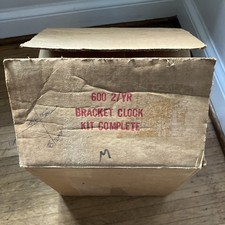 600 2/YR
BRACKET CLOCK
KIT COMPLETE
M